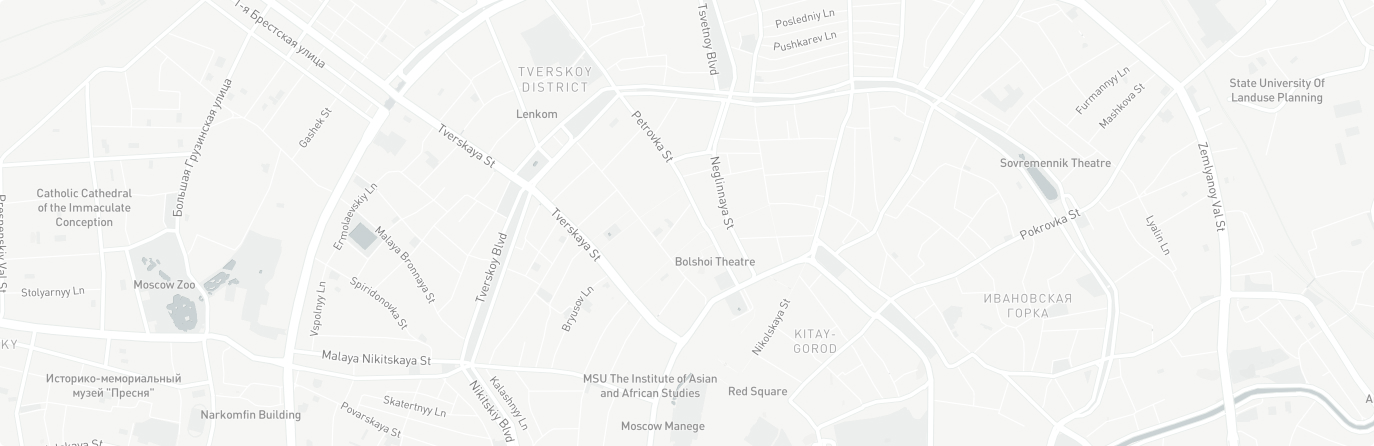 1-я Брестская улица
Tsvetnoy Blvd
Posledniy Ln
Pushkarev Ln
TVERSKOY
DISTRICT
Lenkom
Большая Грузинская улица
Gashek St
Tverskaya St
Petrovka St
Neglinnaya St
Furmannyy Ln
Mashkova St
State University Of
Landuse Planning
Zemlyanoy Val St
Sovremennik Theatre
Catholic Cathedral
of the Immaculate
Conception
Presnenskiy Val St
Ermolaevskiy Ln
Malaya Bronnaya St
Tverskoy Blvd
Tverskaya St
Pokrovka St
Lyalin Ln
Bolshoi Theatre
Moscow Zoo
Stolyarnyy Ln
Vspolnyy Ln
Spiridonovka St
Bryusov Ln
Nikolskaya St
ИВАНОВСКАЯ
ГОРКА
KITAY-
GOROD
KY
Malaya Nikitskaya St
Историко-мемориальный
музей "Пресня"
MSU The Institute of Asian
and African Studies
Red Square
Kalashnyy Ln
Nikitskiy Blvd
Skatertnyy Ln
Povarskaya St
Narkomfin Building
Moscow Manege
A